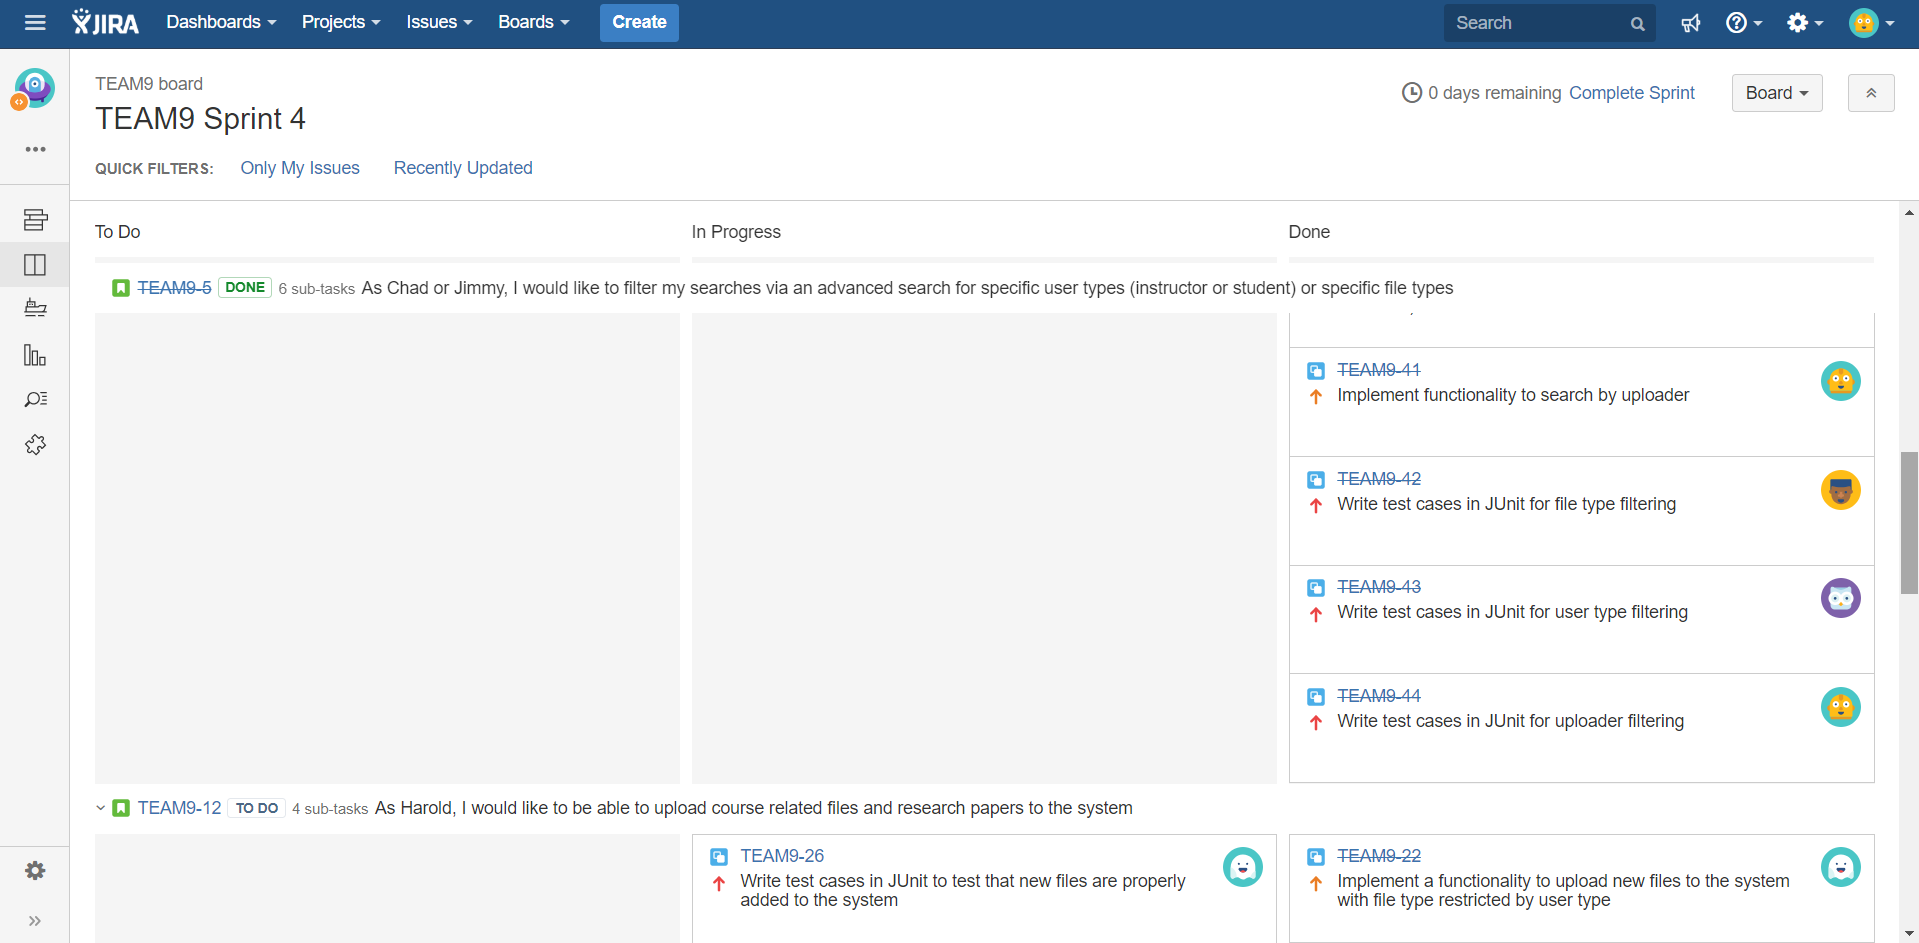 JIRA Dashboards Projects Issues Boards Create Search
TEAM9 board
TEAM9 Sprint 4
0 days remaining Complete Sprint Board
QUICK FILTERS: Only My Issues Recently Updated
To Do In Progress Done
TEAM9-5 DONE 6 sub-tasks As Chad or Jimmy, I would like to filter my searches via an advanced search for specific user types (instructor or student) or specific file types
TEAM9-41
Implement functionality to search by uploader
TEAM9-42
Write test cases in JUnit for file type filtering
TEAM9-43
Write test cases in JUnit for user type filtering
TEAM9-44
Write test cases in JUnit for uploader filtering
TEAM9-12 TO DO 4 sub-tasks As Harold, I would like to be able to upload course related files and research papers to the system
TEAM9-26
Write test cases in JUnit to test that new files are properly
added to the system
TEAM9-22
Implement a functionality to upload new files to the system
with file type restricted by user type